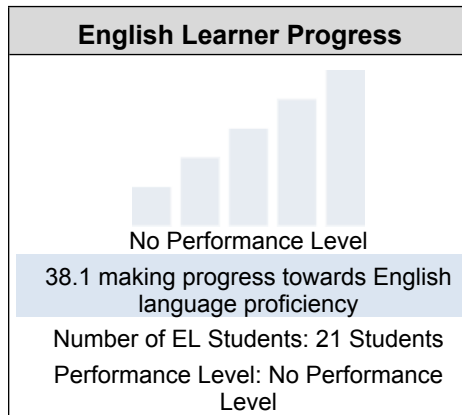 English Learner Progress
No Performance Level
38.1 making progress towards English
language proficiency
Number of EL Students: 21 Students
Performance Level: No Performance
Level